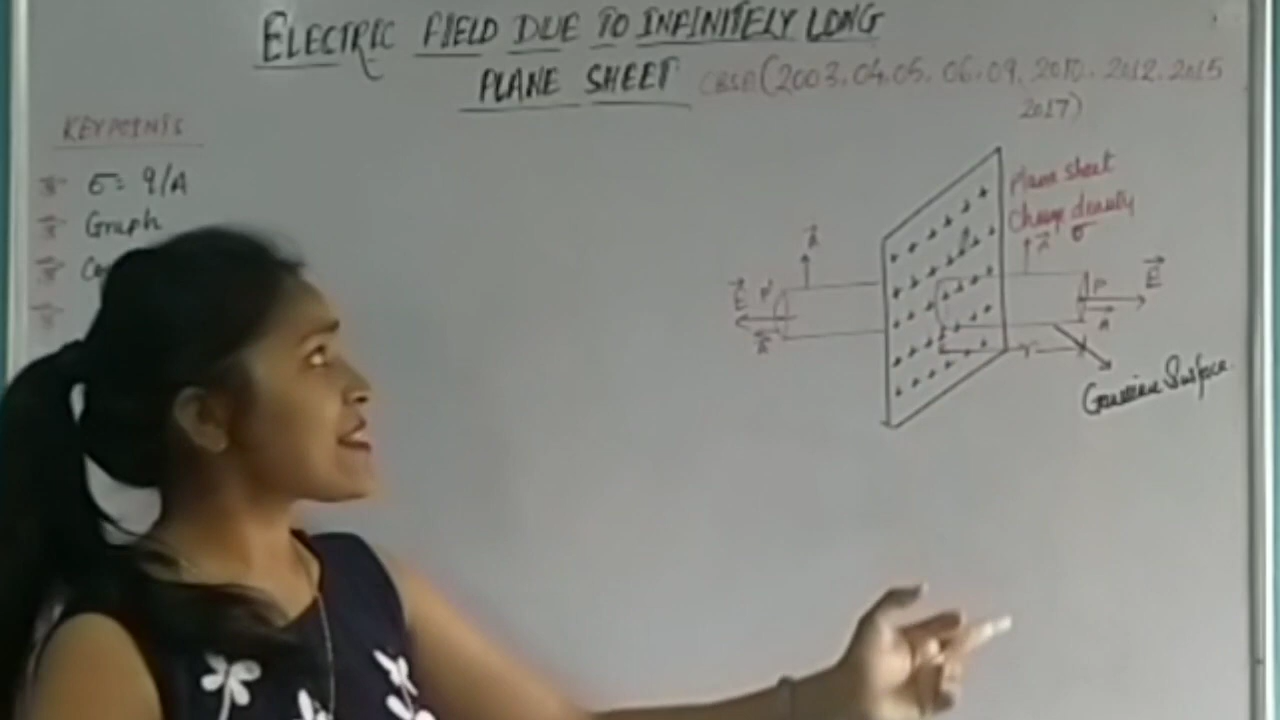 ELECTRIC FIELD DUE TO INFINITELY LONG
PLANE SHEET CBSE (2003, 04, 05, 06, 09, 2010, 2012, 2015
2017)
KEYPOINTS
σ = q/A
Graph
Plane sheet
Charge density
σ
A
A
E P'
A
P E
A
r
Gaussian Surface